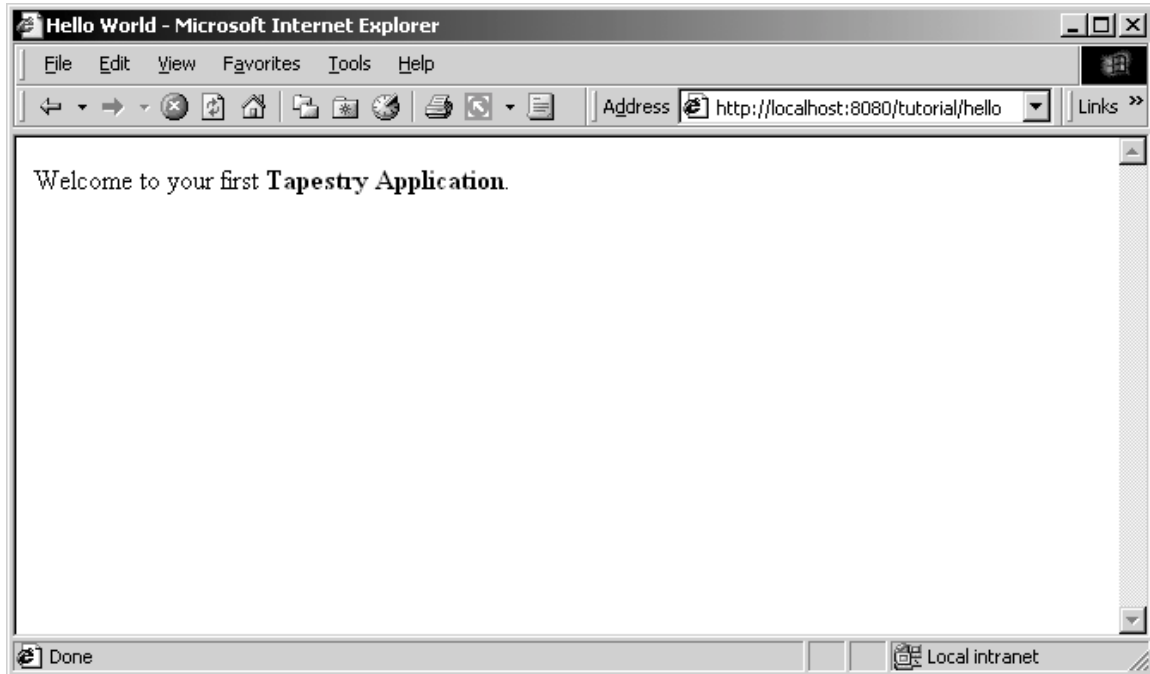 Hello World - Microsoft Internet Explorer
File Edit View Favorites Tools Help
Address http://localhost:8080/tutorial/hello Links »
Welcome to your first Tapestry Application.
Done Local intranet